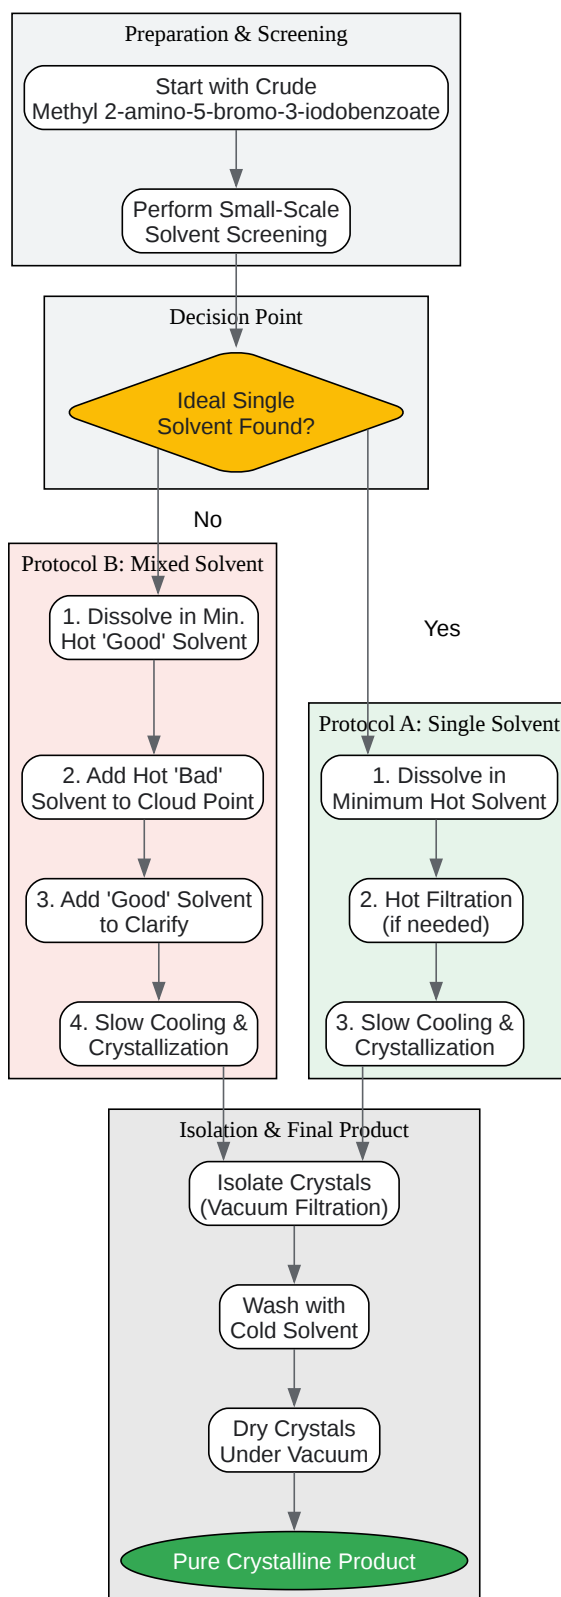 Preparation & Screening
Start with Crude
Methyl 2-amino-5-bromo-3-iodobenzoate
Perform Small-Scale
Solvent Screening
Decision Point
Ideal Single
Solvent Found?
No
Yes
Protocol B: Mixed Solvent
1. Dissolve in Min.
Hot 'Good' Solvent
2. Add Hot 'Bad'
Solvent to Cloud Point
3. Add 'Good' Solvent
to Clarify
4. Slow Cooling &
Crystallization
Protocol A: Single Solvent
1. Dissolve in
Minimum Hot Solvent
2. Hot Filtration
(if needed)
3. Slow Cooling &
Crystallization
Isolation & Final Product
Isolate Crystals
(Vacuum Filtration)
Wash with
Cold Solvent
Dry Crystals
Under Vacuum
Pure Crystalline Product